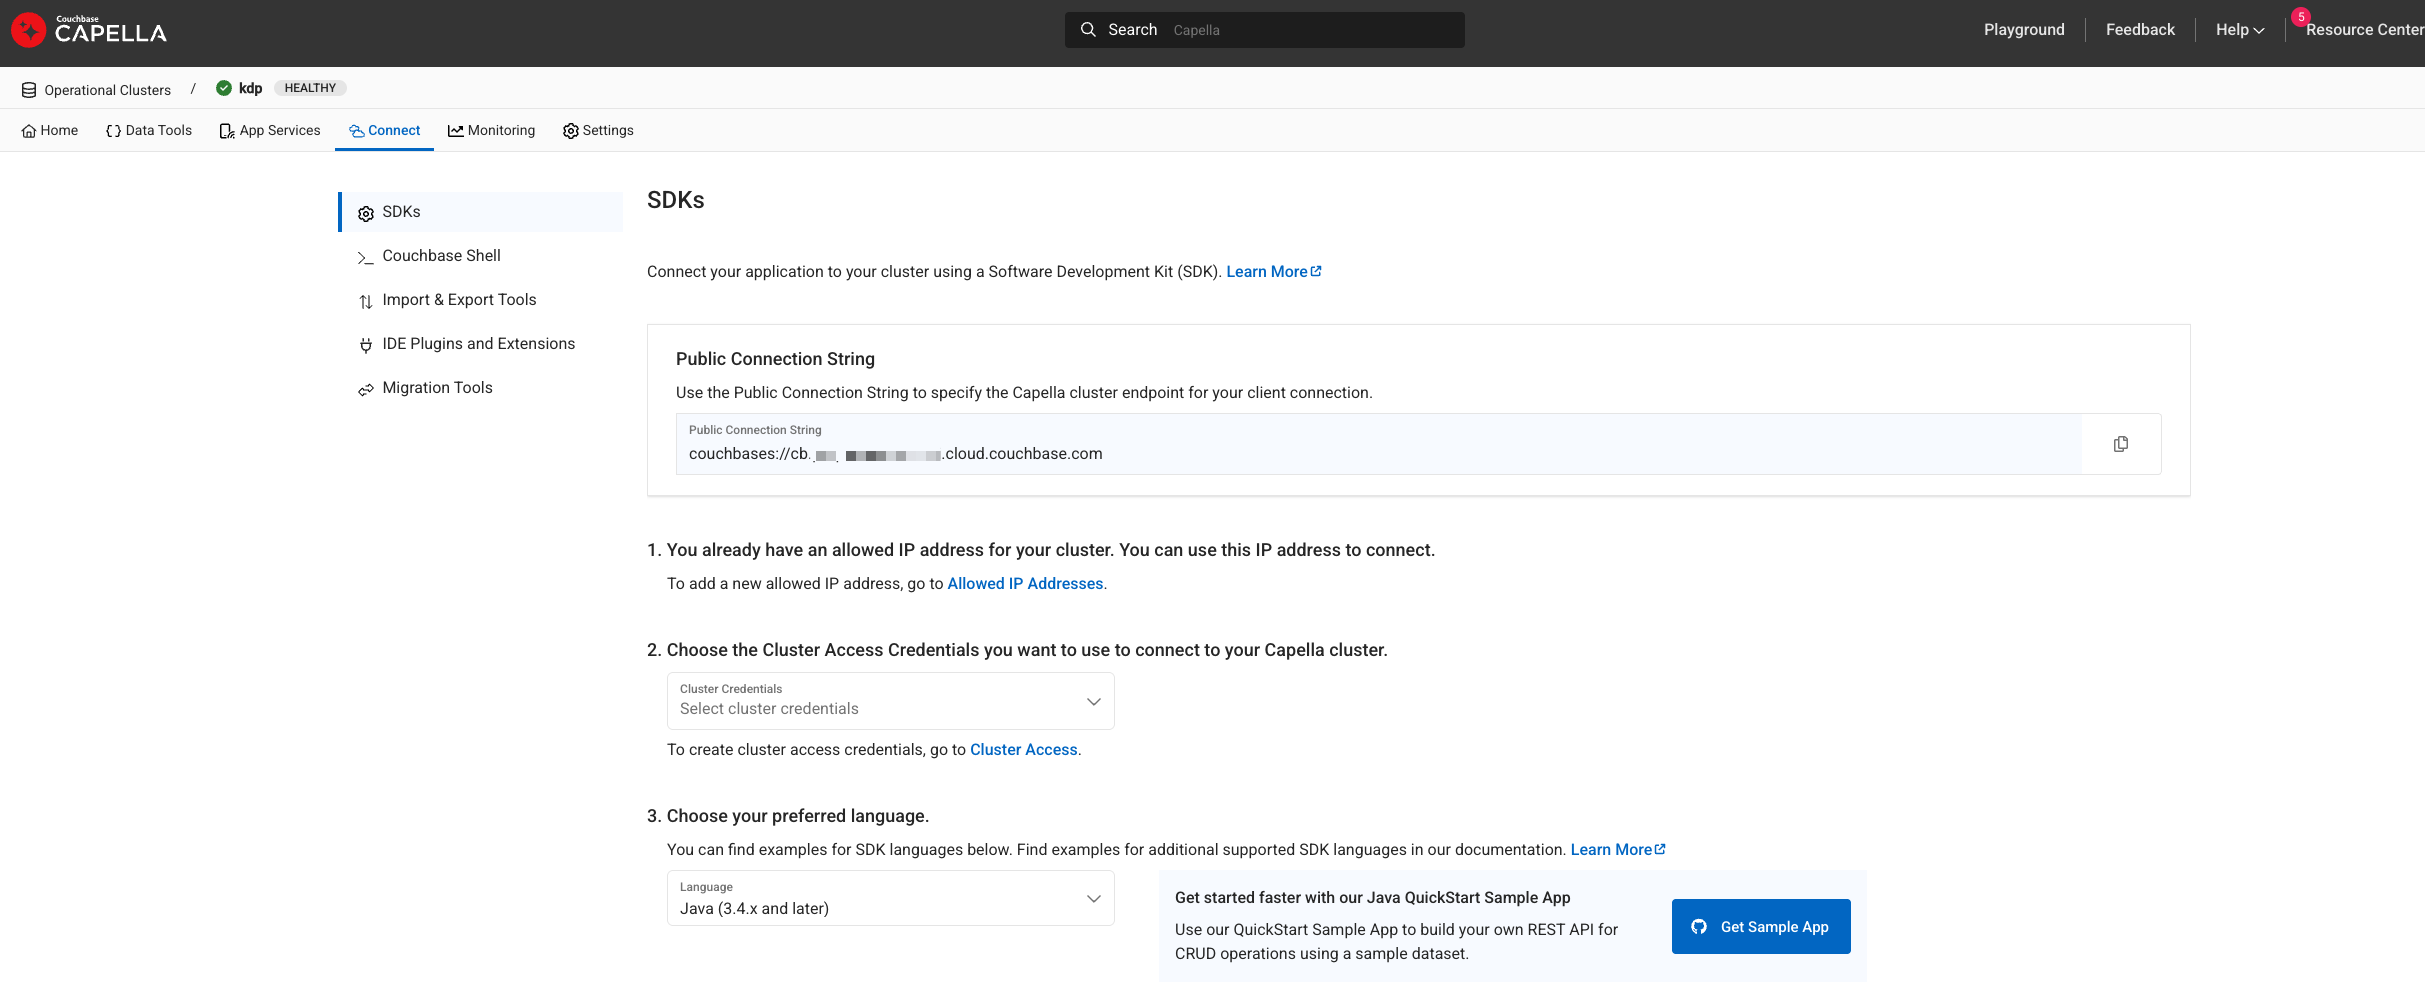 Couchbase
CAPELLA
Search Capella
Playground
Feedback
Help
5
Resource Center
Operational Clusters / kdp HEALTHY
Home
Data Tools
App Services
Connect
Monitoring
Settings
SDKs
Couchbase Shell
Import & Export Tools
IDE Plugins and Extensions
Migration Tools
SDKs
Connect your application to your cluster using a Software Development Kit (SDK). Learn More
Public Connection String
Use the Public Connection String to specify the Capella cluster endpoint for your client connection.
Public Connection String
couchbases://cb. .cloud.couchbase.com
1. You already have an allowed IP address for your cluster. You can use this IP address to connect.
To add a new allowed IP address, go to Allowed IP Addresses.
2. Choose the Cluster Access Credentials you want to use to connect to your Capella cluster.
Cluster Credentials
Select cluster credentials
To create cluster access credentials, go to Cluster Access.
3. Choose your preferred language.
You can find examples for SDK languages below. Find examples for additional supported SDK languages in our documentation. Learn More
Language
Java (3.4.x and later)
Get started faster with our Java QuickStart Sample App
Use our QuickStart Sample App to build your own REST API for
CRUD operations using a sample dataset.
Get Sample App